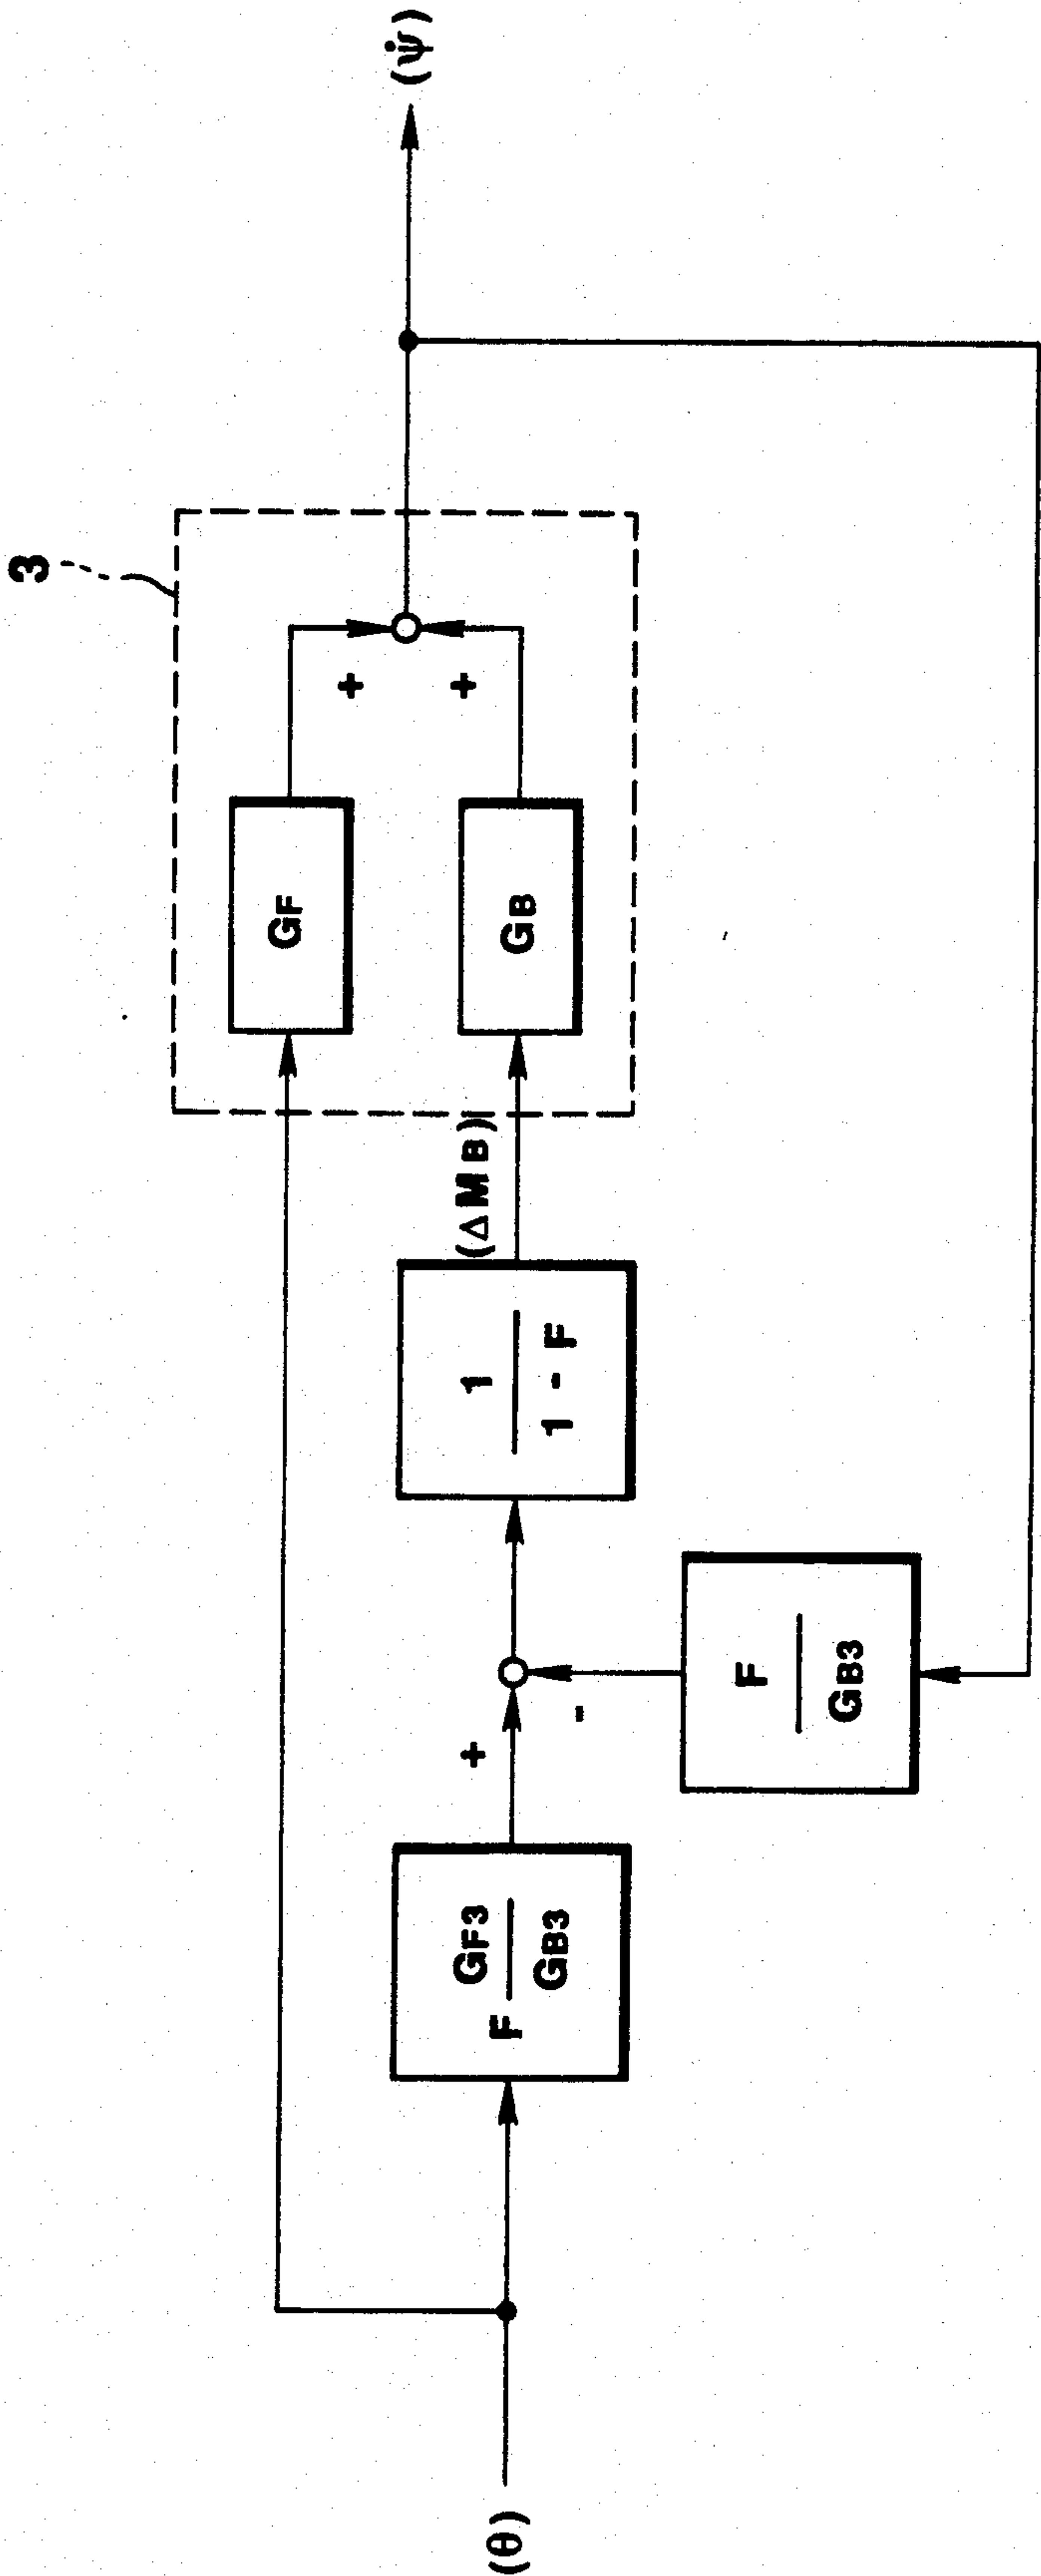 3
GF
+
(ψ̇)
+
GB
(ΔMB)
1
1 - F
(θ)
F GF3
GB3
+
-
F
GB3